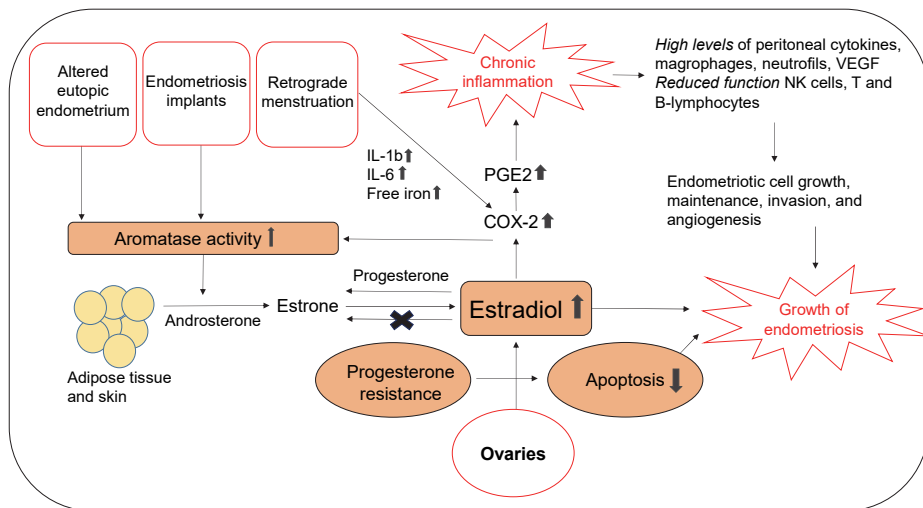 Altered
eutopic
endometrium
Endometriosis
implants
Retrograde
menstruation
Chronic
inflammation
High levels of peritoneal cytokines,
magrophages, neutrofils, VEGF
Reduced function NK cells, T and
B-lymphocytes
IL-1b
IL-6
Free iron
PGE2
COX-2
Endometriotic cell growth,
maintenance, invasion, and
angiogenesis
Aromatase activity
Progesterone
Androsterone
Estrone
Estradiol
Growth of
endometriosis
Adipose tissue
and skin
Progesterone
resistance
Apoptosis
Ovaries